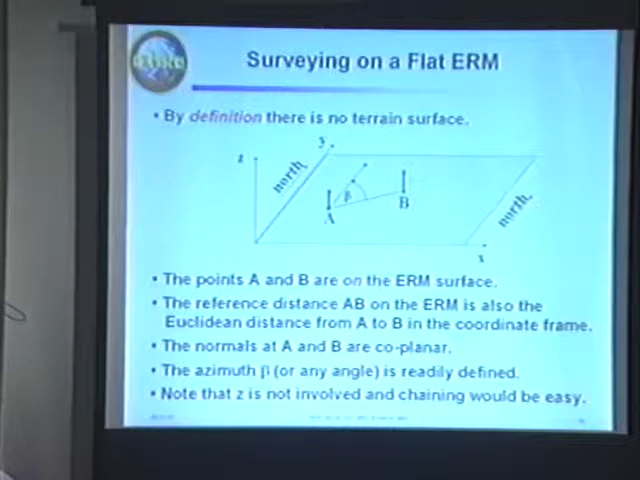 Surveying on a Flat ERM
• By definition there is no terrain surface.
y
z
north
β
A
B
north
x
• The points A and B are on the ERM surface.
• The reference distance AB on the ERM is also the
Euclidean distance from A to B in the coordinate frame.
• The normals at A and B are co-planar.
• The azimuth β (or any angle) is readily defined.
• Note that z is not involved and chaining would be easy.